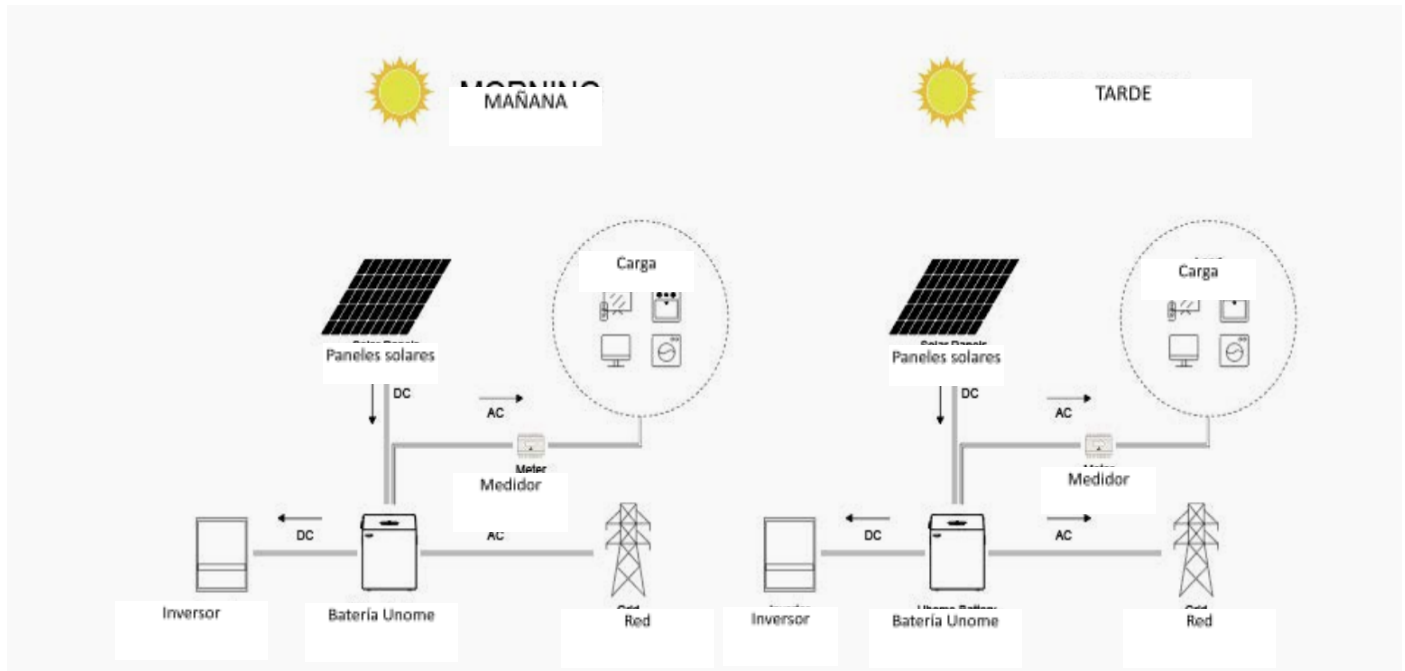 MAÑANA
TARDE
Carga
Carga
Paneles solares
Paneles solares
DC
AC
DC
AC
Meter
Medidor
Medidor
DC
AC
DC
AC
Inversor
Batería Unome
Red
Inversor
Batería Unome
Red